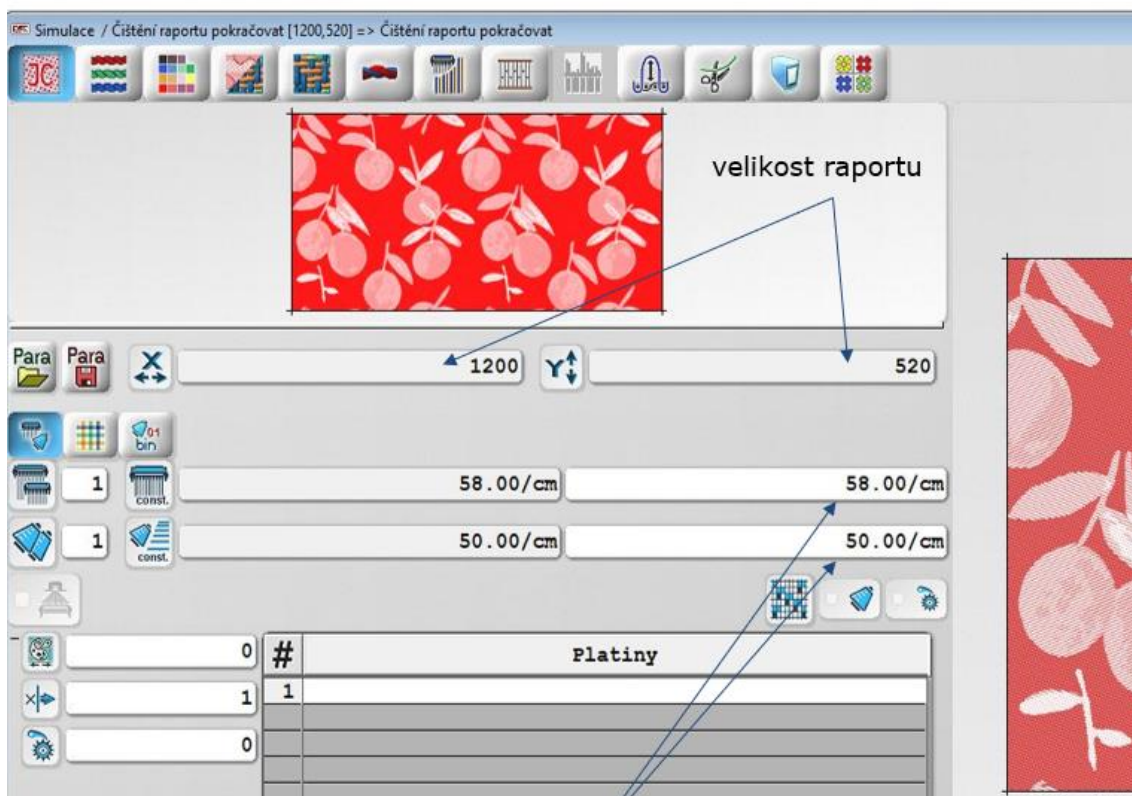 Simulace / Čištění raportu pokračovat [1200,520] => Čištění raportu pokračovat
velikost raportu
Para Para X 1200 Y 520
01
bin
1 const. 58.00/cm 58.00/cm
1 const. 50.00/cm 50.00/cm
0 # Platiny
1 1
0